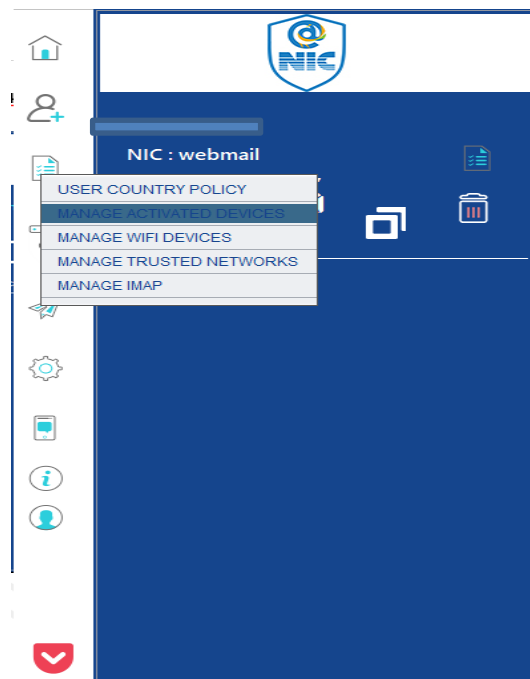 @
NIC
NIC : webmail
USER COUNTRY POLICY
MANAGE ACTIVATED DEVICES
MANAGE WIFI DEVICES
MANAGE TRUSTED NETWORKS
MANAGE IMAP
i